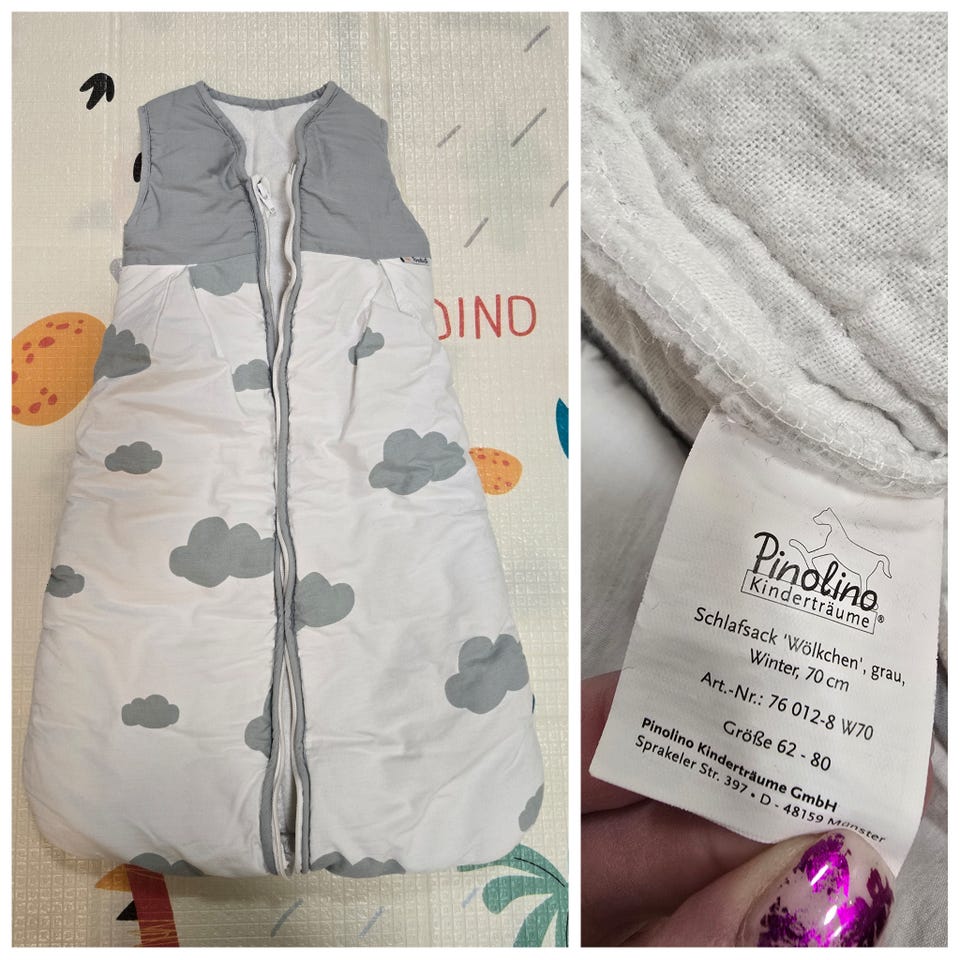 DINO
Pinolino
Kinderträume®
Schlafsack 'Wölkchen', grau,
Winter, 70 cm
Art.-Nr.: 76 012-8 W70
Größe 62 - 80
Pinolino Kinderträume GmbH
Sprakeler Str. 397 • D - 48159 Münster